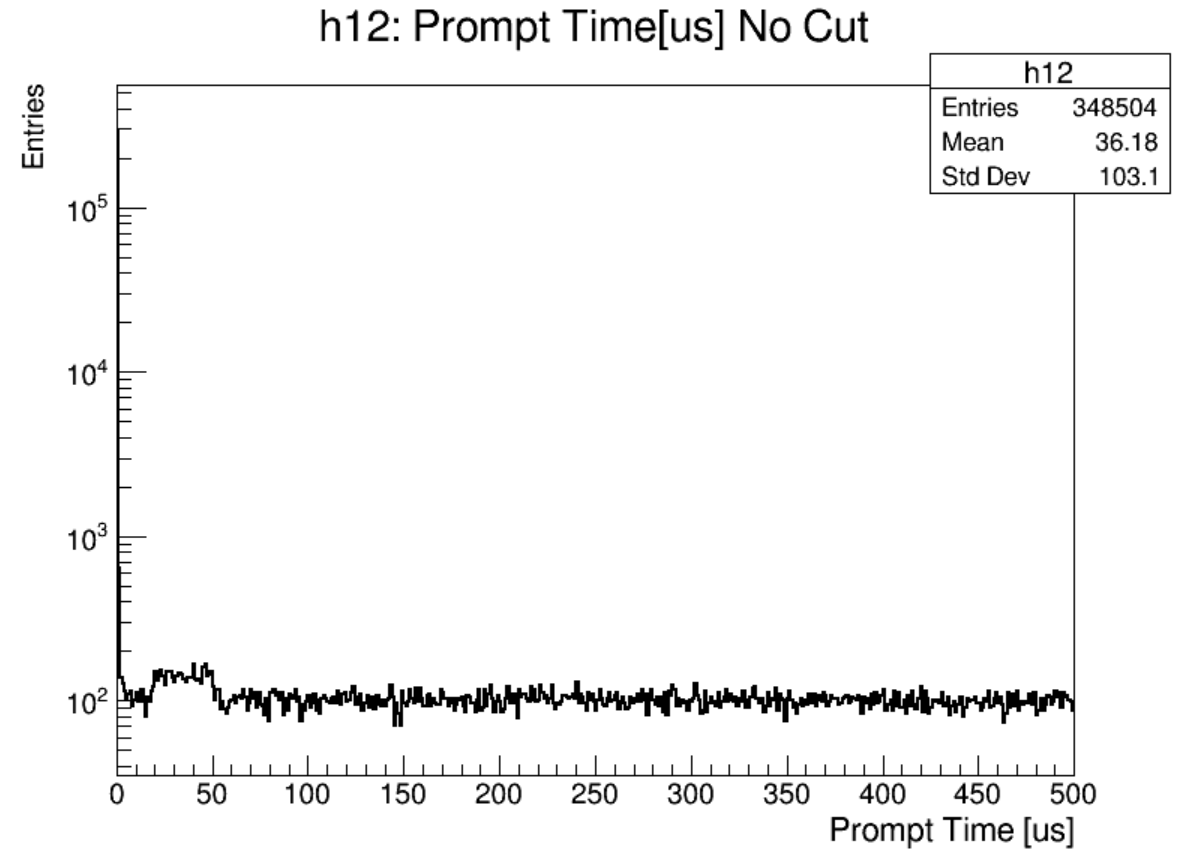 h12: Prompt Time[us] No Cut
h12
Entries 348504
Mean 36.18
Std Dev 103.1
Entries
10^5
10^4
10^3
10^2
0 50 100 150 200 250 300 350 400 450 500
Prompt Time [us]